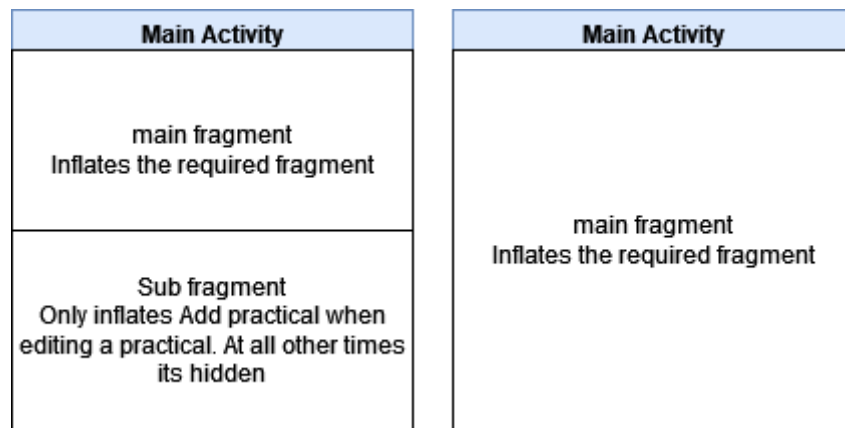 Main Activity
main fragment
Inflates the required fragment
Sub fragment
Only inflates Add practical when
editing a practical. At all other times
its hidden
Main Activity
main fragment
Inflates the required fragment